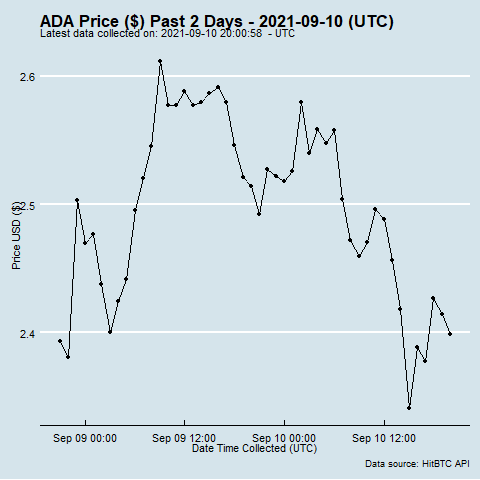 ADA Price ($) Past 2 Days - 2021-09-10 (UTC)
Latest data collected on: 2021-09-10 20:00:58 - UTC
2.6
2.5
2.4
Price USD ($)
Sep 09 00:00
Sep 09 12:00
Sep 10 00:00
Sep 10 12:00
Date Time Collected (UTC)
Data source: HitBTC API